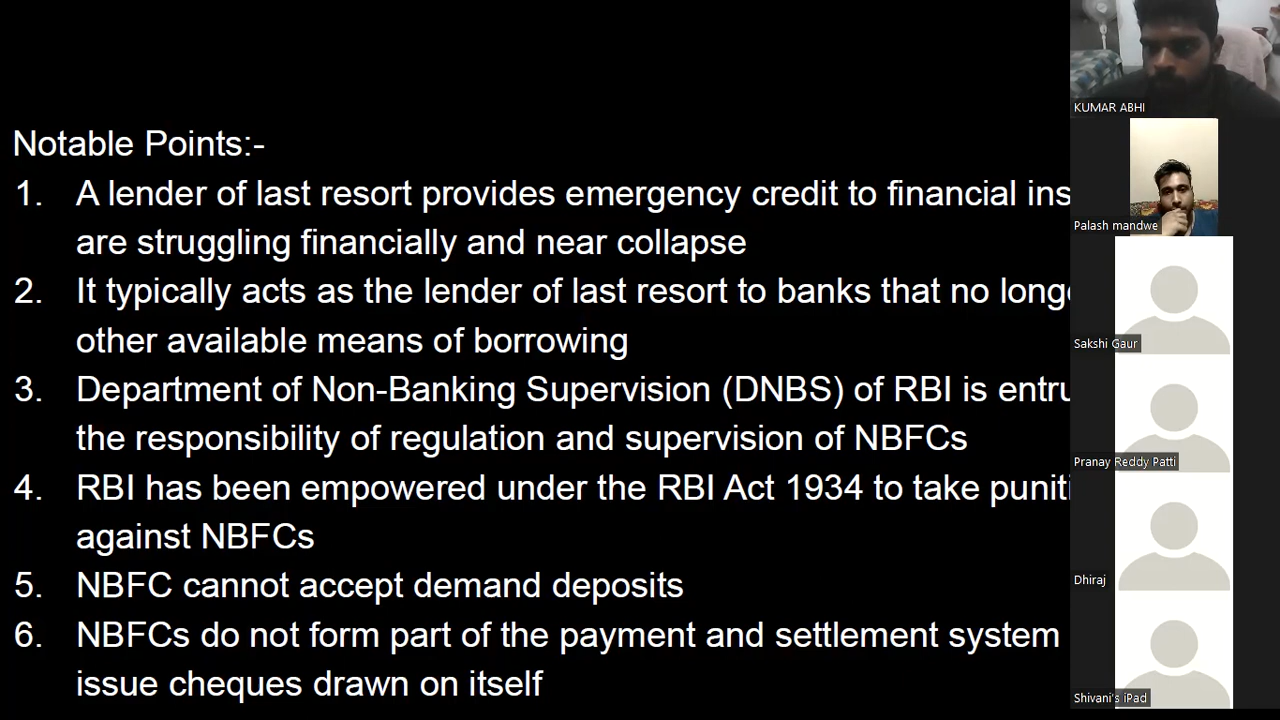 Notable Points:-
1. A lender of last resort provides emergency credit to financial ins
are struggling financially and near collapse
2. It typically acts as the lender of last resort to banks that no long
other available means of borrowing
3. Department of Non-Banking Supervision (DNBS) of RBI is entru
the responsibility of regulation and supervision of NBFCs
4. RBI has been empowered under the RBI Act 1934 to take puniti
against NBFCs
5. NBFC cannot accept demand deposits
6. NBFCs do not form part of the payment and settlement system
issue cheques drawn on itself
KUMAR ABHI
Palash mandwe
Sakshi Gaur
Pranay Reddy Patti
Dhiraj
Shivani's iPad